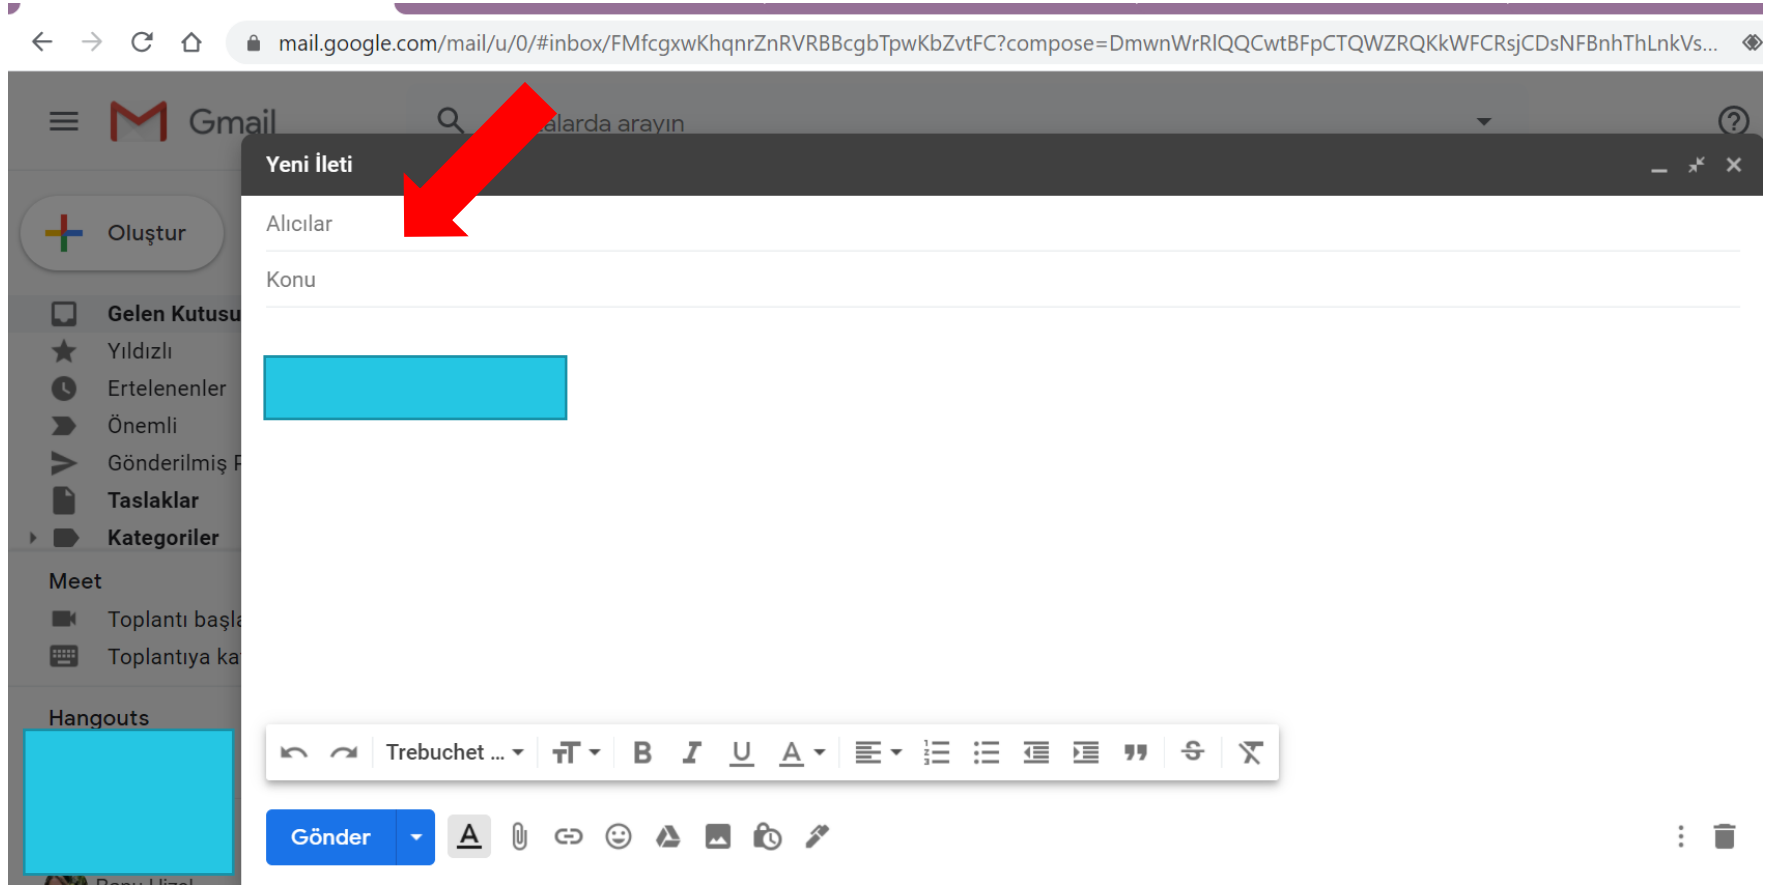 mail.google.com/mail/u/0/#inbox/FMfcgxwKhqnrZnRVRBBcgbTpwKbZvtFC?compose=DmwnWrRlQQCwtBFpCTQWZRQKkWFCRsjCDsNFBnhThLnkVs...
Gmail
arayın
Yeni İleti
Alıcılar
Konu
Oluştur
Gelen Kutusu
Yıldızlı
Ertelenenler
Önemli
Gönderilmiş
Taslaklar
Kategoriler
Meet
Toplantı başla
Toplantıya ka
Hangouts
Trebuchet ...
Gönder